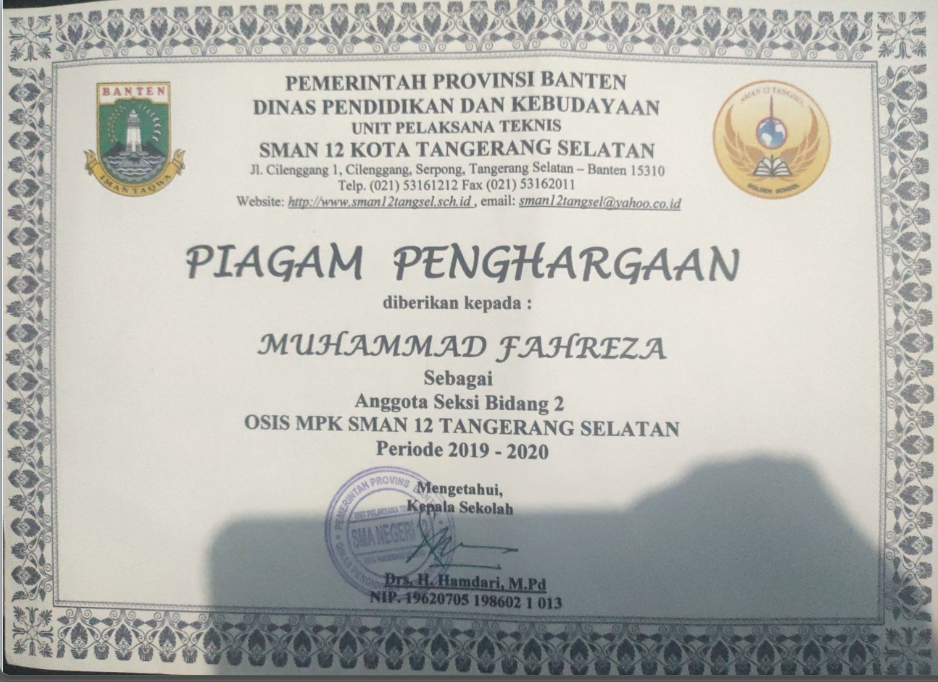 BANTEN
IMAN TAQWA
PEMERINTAH PROVINSI BANTEN
DINAS PENDIDIKAN DAN KEBUDAYAAN
UNIT PELAKSANA TEKNIS
SMAN 12 KOTA TANGERANG SELATAN
Jl. Cilenggang 1, Cilenggang, Serpong, Tangerang Selatan – Banten 15310
Telp. (021) 53161212 Fax (021) 53162011
Website: http://www.sman12tangsel.sch.id , email: sman12tangsel@yahoo.co.id
SMAN 12 TANGSEL
GOLDEN SCHOOL
PIAGAM PENGHARGAAN
diberikan kepada :
MUHAMMAD FAHREZA
Sebagai
Anggota Seksi Bidang 2
OSIS MPK SMAN 12 TANGERANG SELATAN
Periode 2019 - 2020
Mengetahui,
Kepala Sekolah
PEMERINTAH PROVINSI
SMA NEGERI
Drs. H. Hamdari, M.Pd
NIP. 19620705 198602 1 013